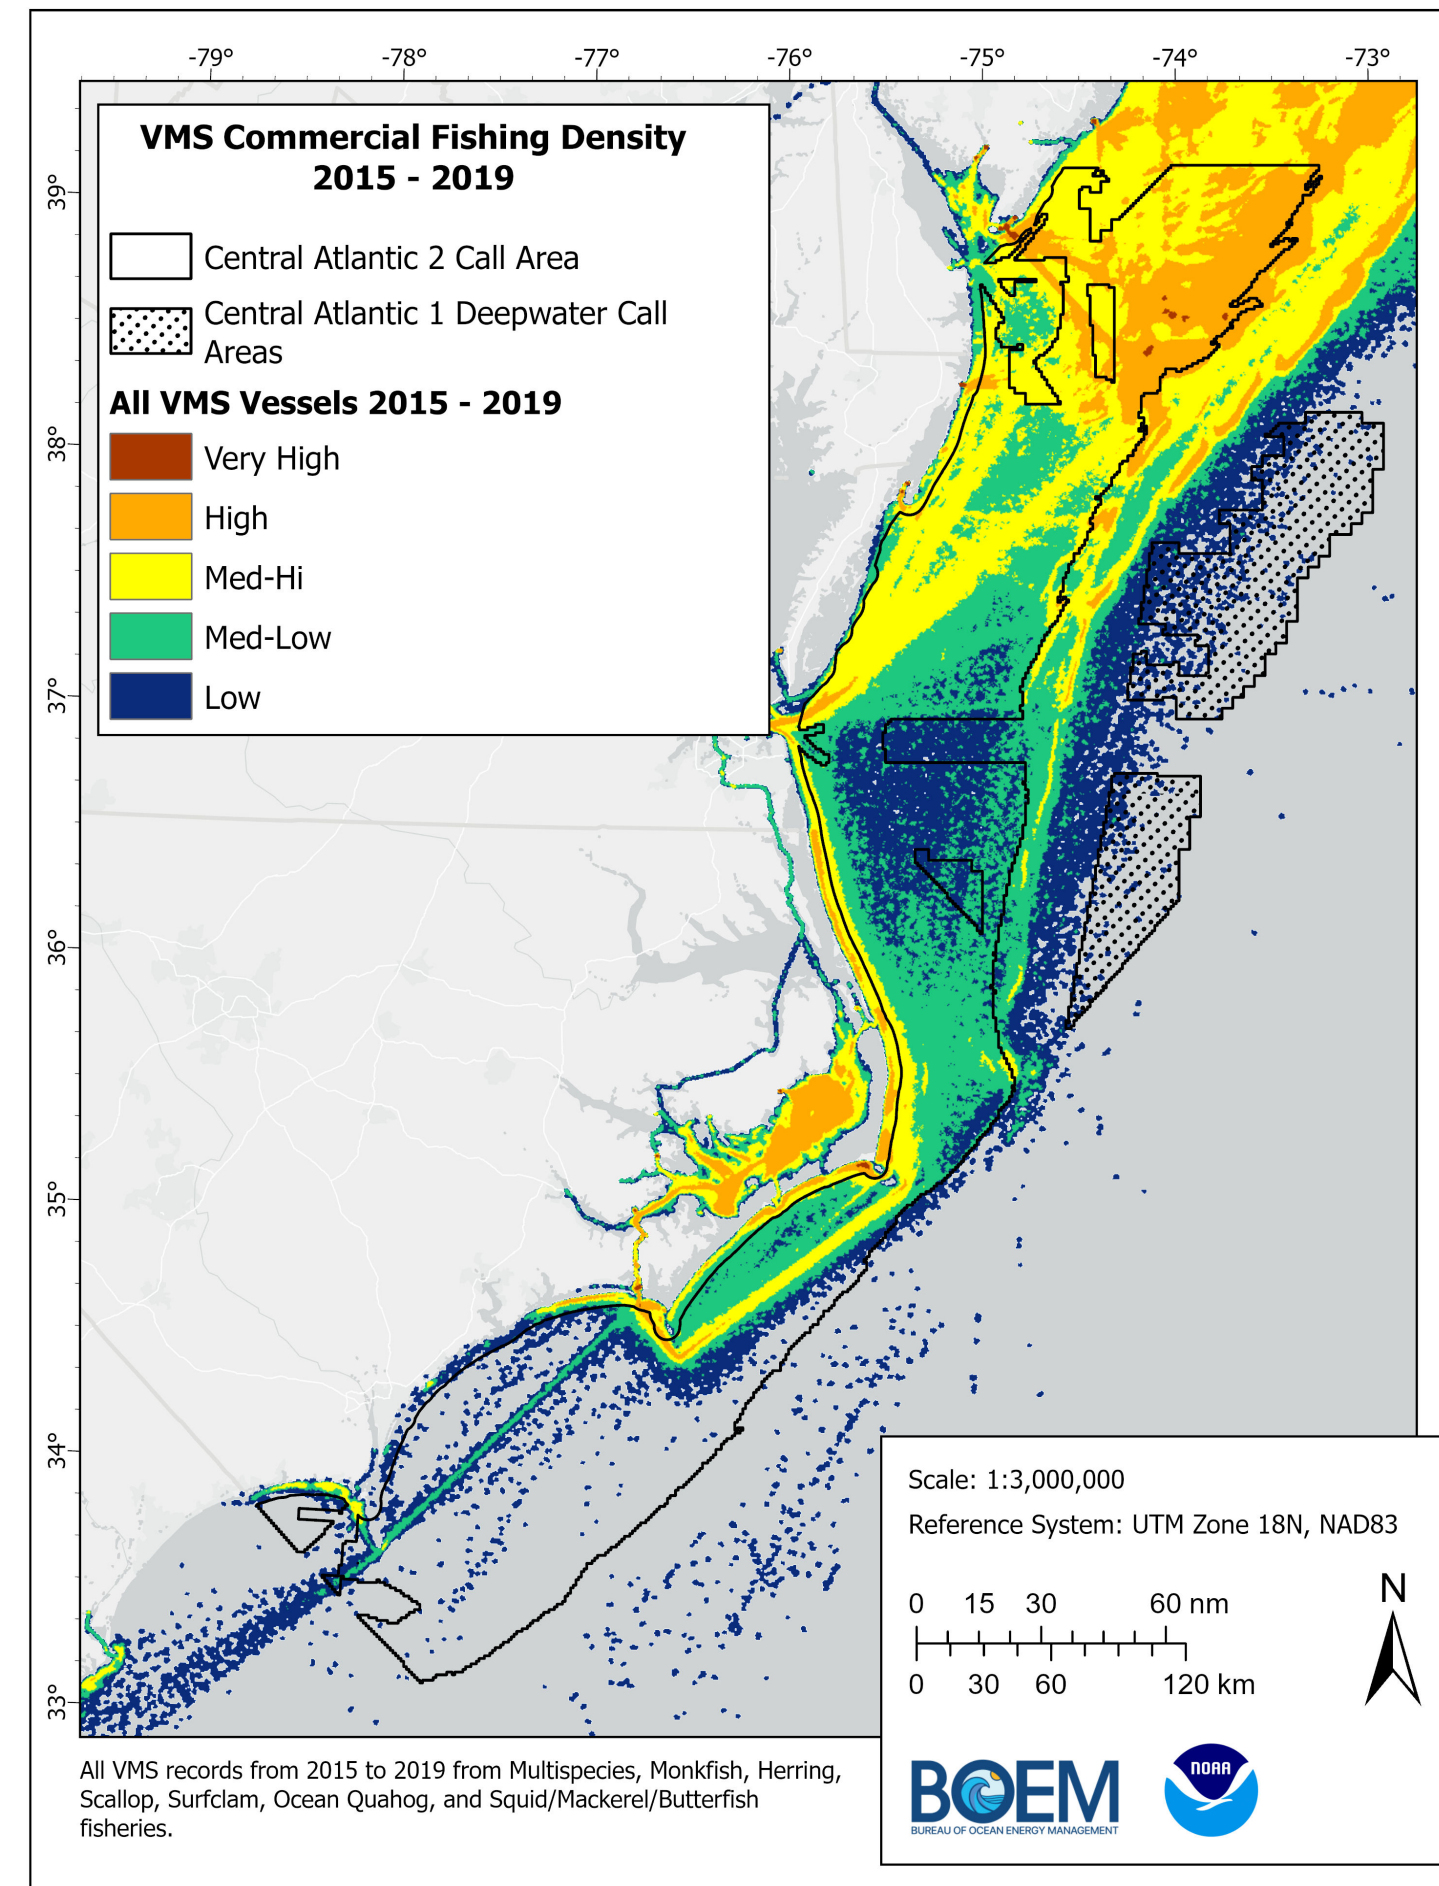 -79° -78° -77° -76° -75° -74° -73°
VMS Commercial Fishing Density
2015 - 2019
Central Atlantic 2 Call Area
Central Atlantic 1 Deepwater Call
Areas
All VMS Vessels 2015 - 2019
Very High
High
Med-Hi
Med-Low
Low
39°
38°
37°
36°
35°
34°
33°
Scale: 1:3,000,000
Reference System: UTM Zone 18N, NAD83
N
0 15 30 60 nm
0 30 60 120 km
BOEM
BUREAU OF OCEAN ENERGY MANAGEMENT
NOAA
All VMS records from 2015 to 2019 from Multispecies, Monkfish, Herring,
Scallop, Surfclam, Ocean Quahog, and Squid/Mackerel/Butterfish
fisheries.